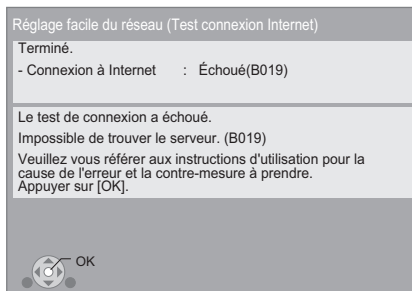 Réglage facile du réseau (Test connexion Internet)
Terminé.
- Connexion à Internet : Échoué(B019)
Le test de connexion a échoué.
Impossible de trouver le serveur. (B019)
Veuillez vous référer aux instructions d'utilisation pour la
cause de l'erreur et la contre-mesure à prendre.
Appuyer sur [OK].
OK